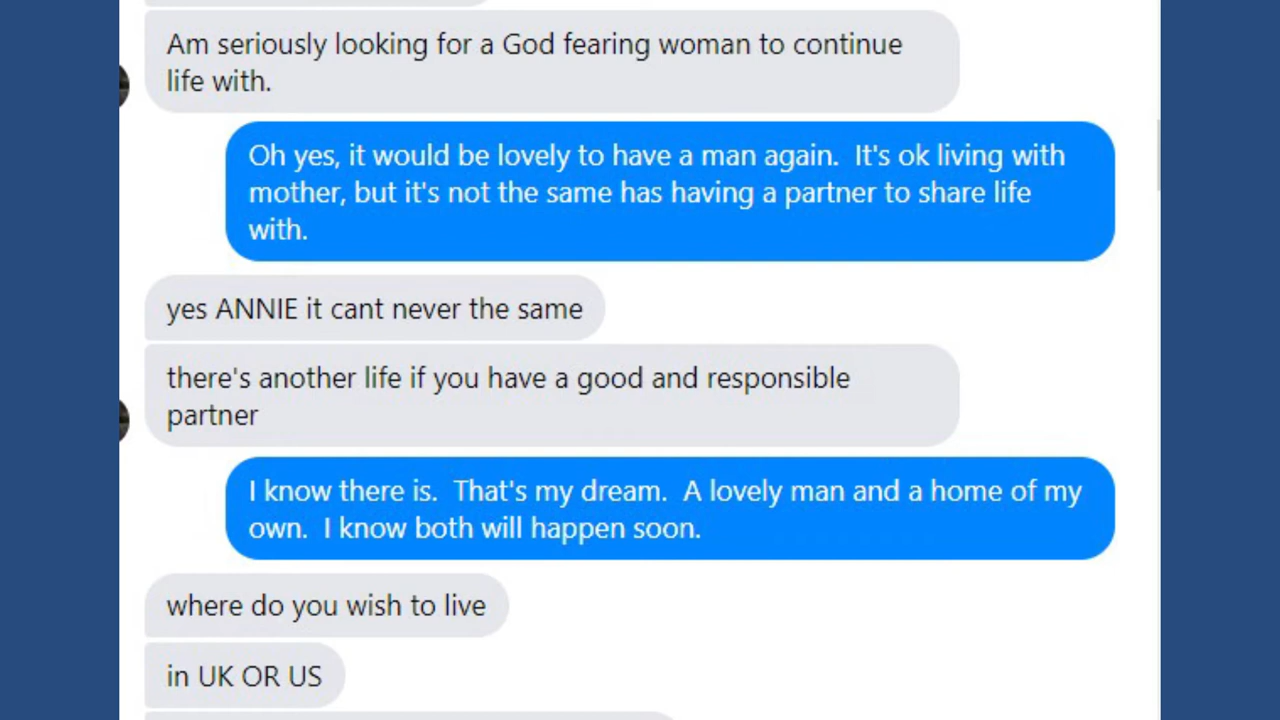 Am seriously looking for a God fearing woman to continue
life with.
Oh yes, it would be lovely to have a man again.  It's ok living with
mother, but it's not the same has having a partner to share life
with.
yes ANNIE it cant never the same
there's another life if you have a good and responsible
partner
I know there is.  That's my dream.  A lovely man and a home of my
own.  I know both will happen soon.
where do you wish to live
in UK OR US